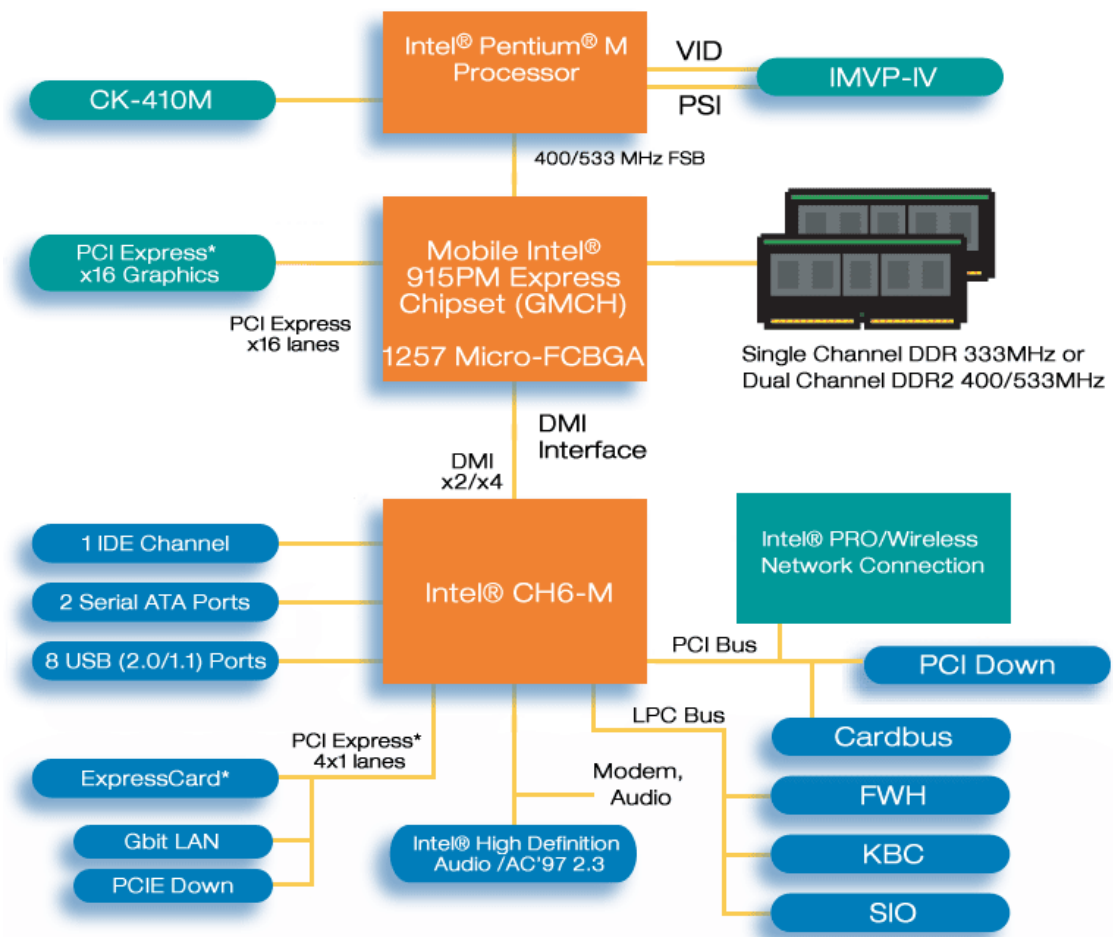 Intel® Pentium® M
Processor
VID
PSI
IMVP-IV
CK-410M
400/533 MHz FSB
PCI Express*
x16 Graphics
PCI Express
x16 lanes
Mobile Intel®
915PM Express
Chipset (GMCH)
1257 Micro-FCBGA
Single Channel DDR 333MHz or
Dual Channel DDR2 400/533MHz
DMI
Interface
DMI
x2/x4
1 IDE Channel
2 Serial ATA Ports
8 USB (2.0/1.1) Ports
Intel® CH6-M
Intel® PRO/Wireless
Network Connection
PCI Bus
PCI Down
LPC Bus
Cardbus
PCI Express*
4x1 lanes
ExpressCard*
Modem,
Audio
FWH
Gbit LAN
Intel® High Definition
Audio /AC'97 2.3
KBC
PCIE Down
SIO